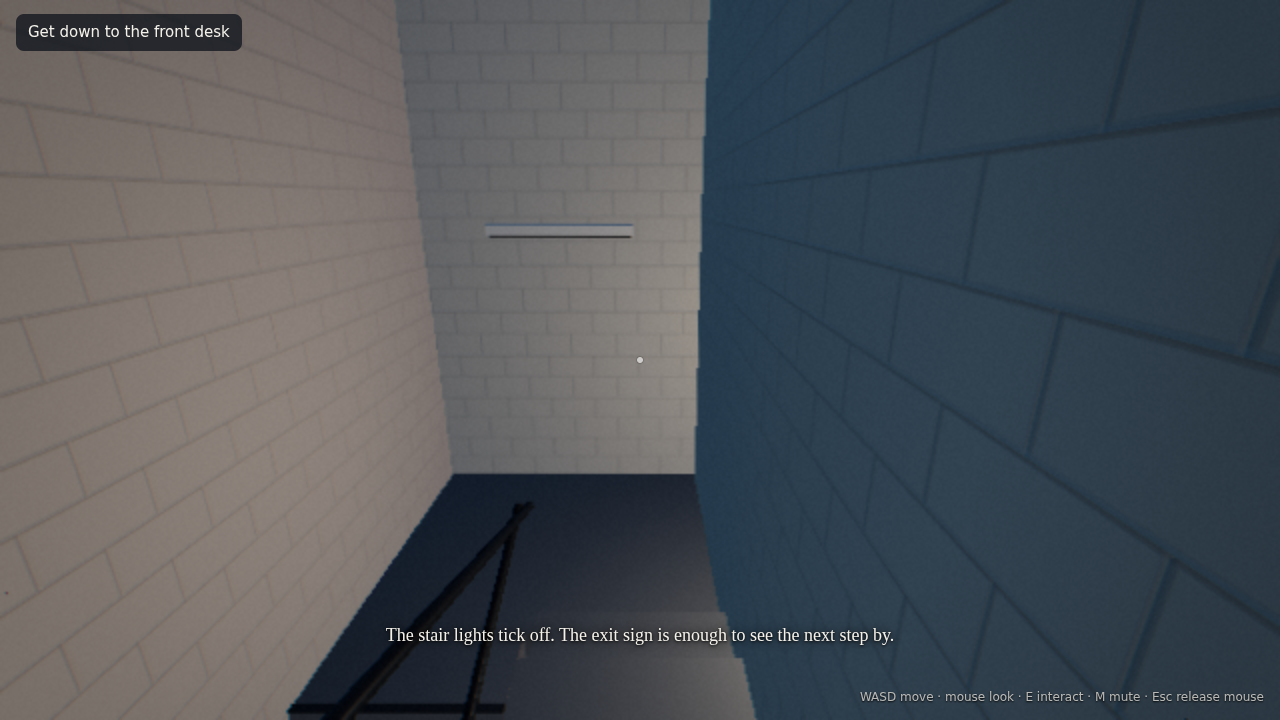 Get down to the front desk
The stair lights tick off. The exit sign is enough to see the next step by.
WASD move · mouse look · E interact · M mute · Esc release mouse